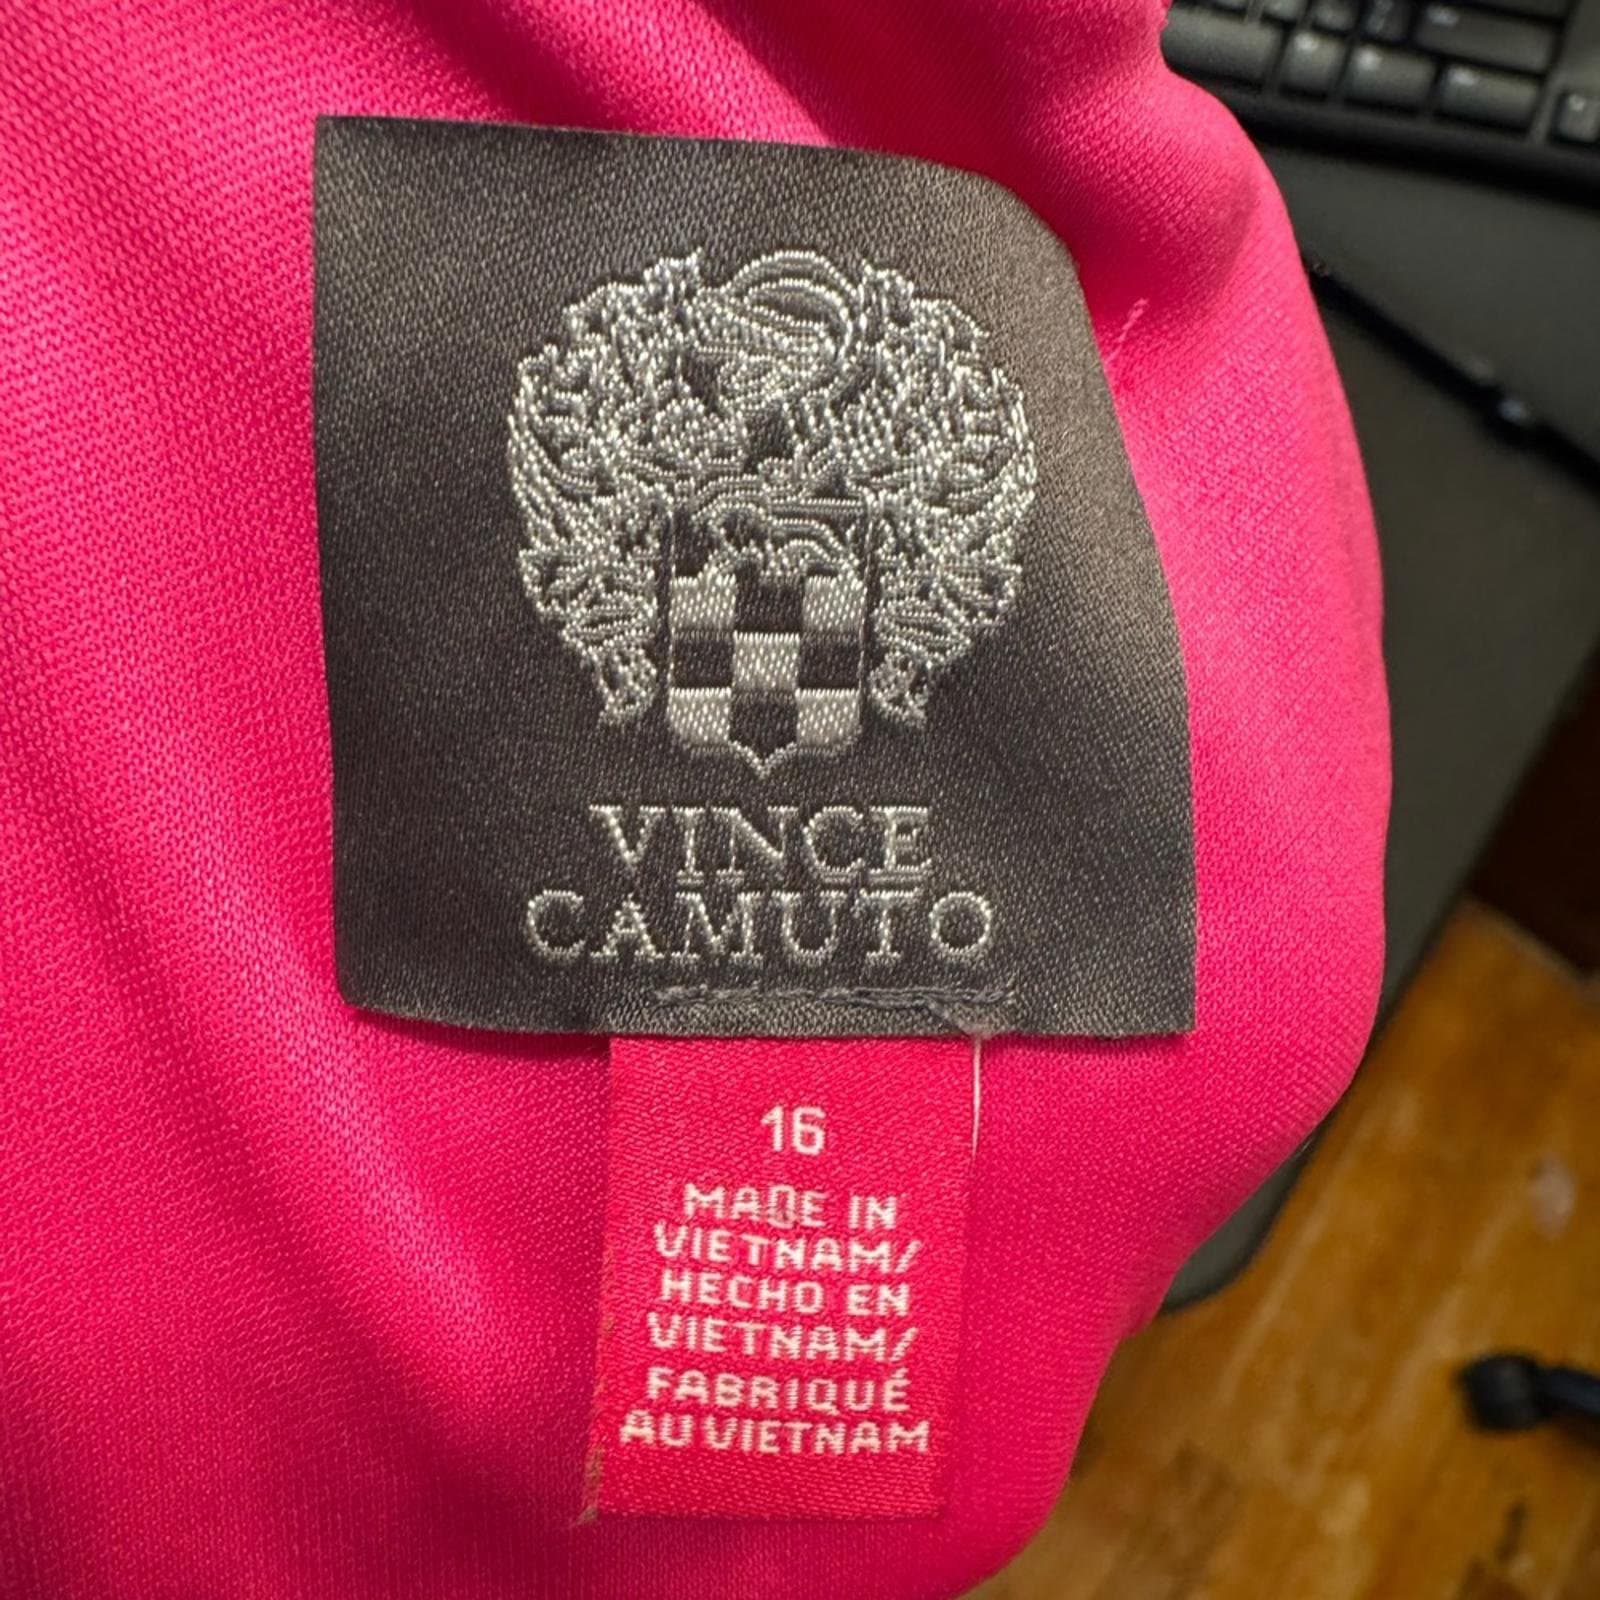 VINCE
CAMUTO
16
MADE IN
VIETNAM/
HECHO EN
VIETNAM/
FABRIQUÉ
AU VIETNAM